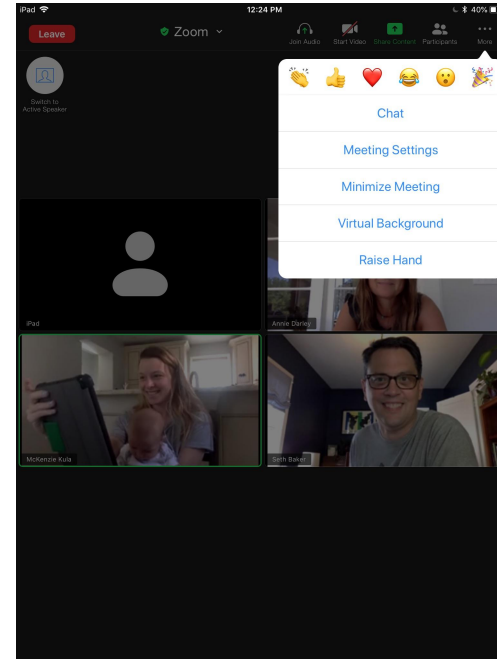 iPad 12:24 PM 40%
Leave Zoom Join Audio Start Video Share Content Participants More
Switch to
Active Speaker
Chat
Meeting Settings
Minimize Meeting
Virtual Background
Raise Hand
iPad Annie Darley
McKenzie Kula Seth Baker